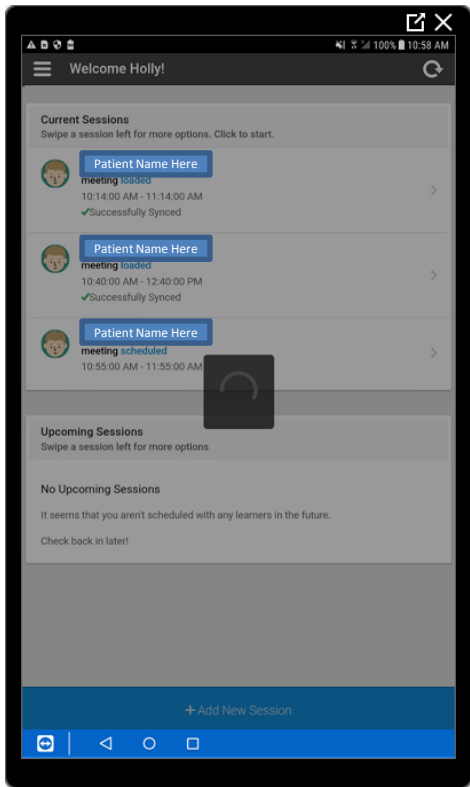 100% 10:58 AM
Welcome Holly!
Current Sessions
Swipe a session left for more options. Click to start.
Patient Name Here
meeting loaded
10:14:00 AM - 11:14:00 AM
✓Successfully Synced
Patient Name Here
meeting loaded
10:40:00 AM - 12:40:00 PM
✓Successfully Synced
Patient Name Here
meeting scheduled
10:55:00 AM - 11:55:00 AM
Upcoming Sessions
Swipe a session left for more options
No Upcoming Sessions
It seems that you aren't scheduled with any learners in the future.
Check back in later!
+ Add New Session